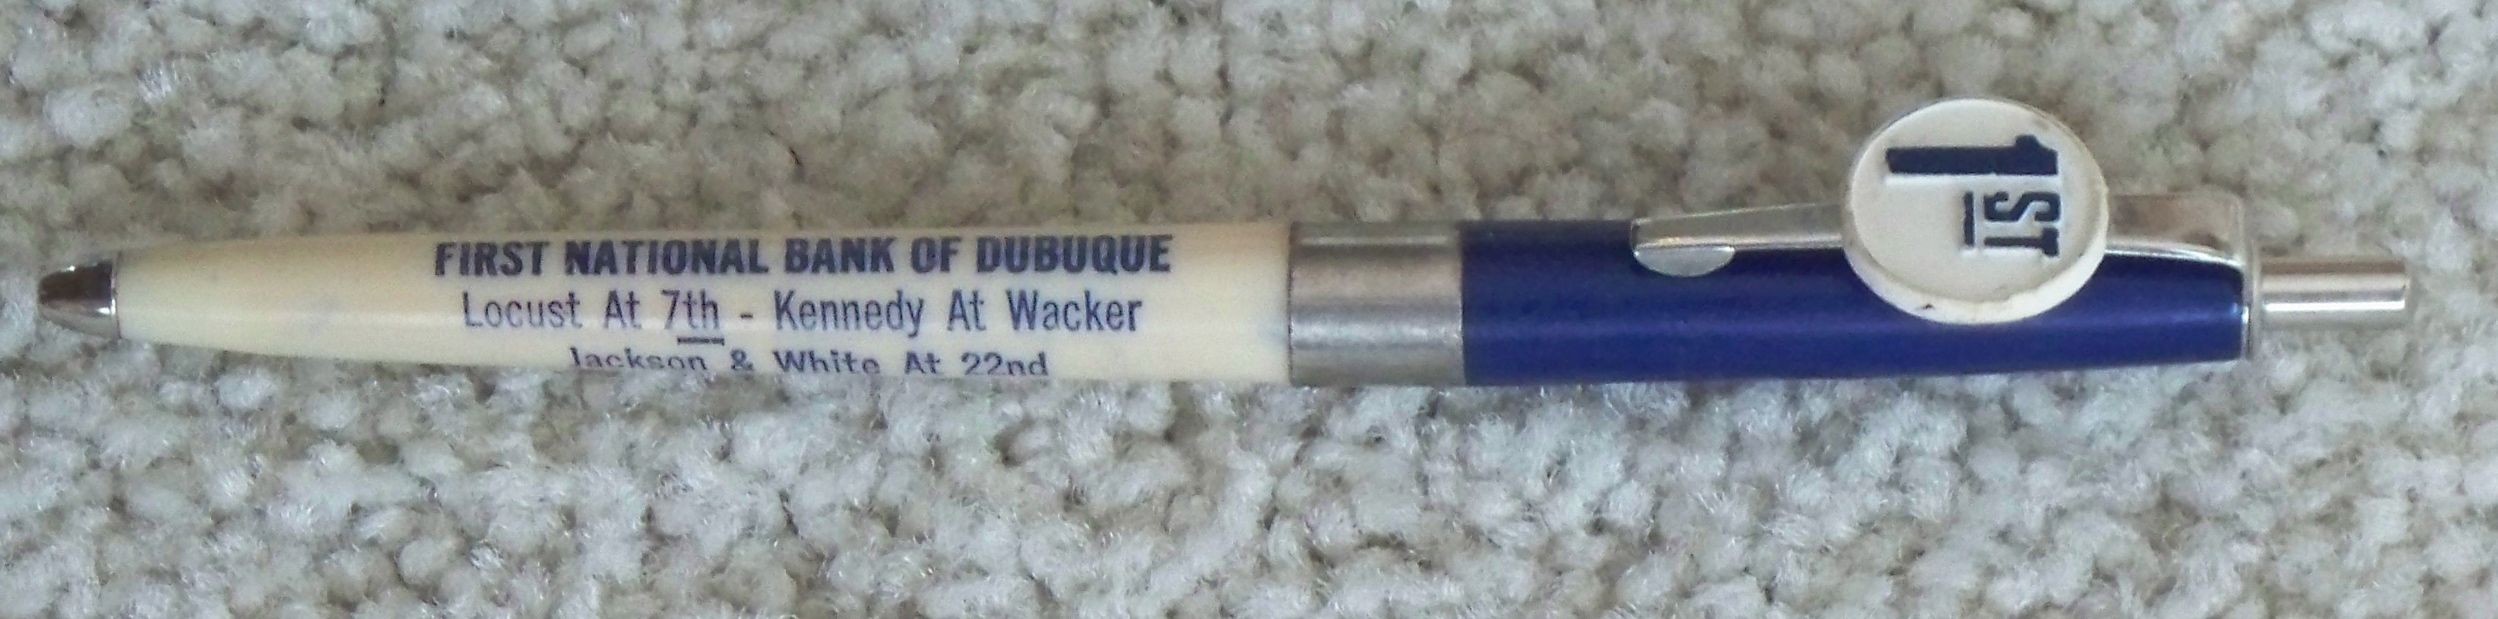 FIRST NATIONAL BANK OF DUBUQUE
Locust At 7th - Kennedy At Wacker
Jackson & White At 22nd
1ST